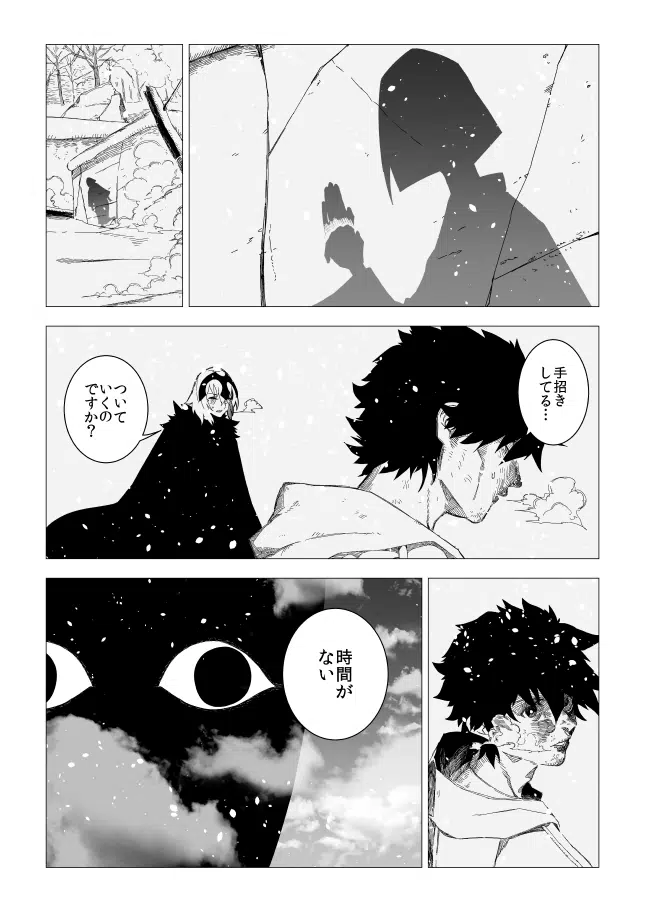 手招き
してる…
ついて
いくの
ですか？
時間が
ない